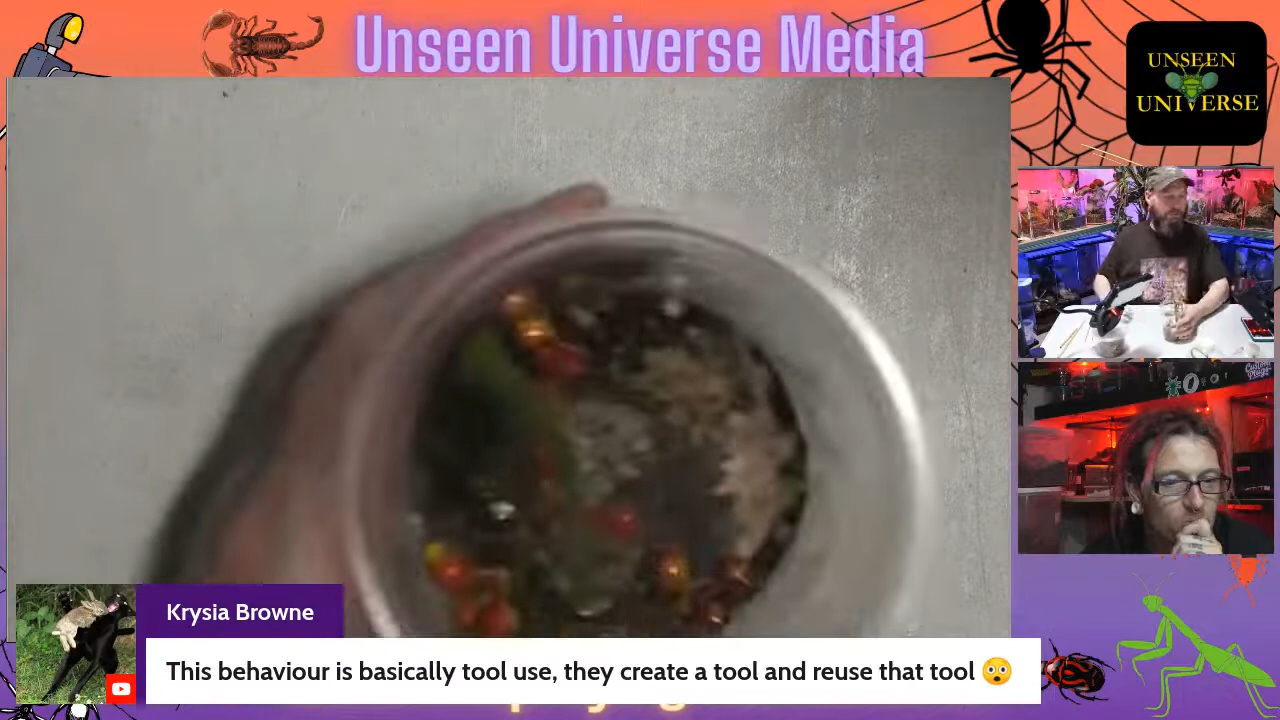 Unseen Universe Media
UNSEEN
UNIVERSE
Krysia Browne
This behaviour is basically tool use, they create a tool and reuse that tool 😳